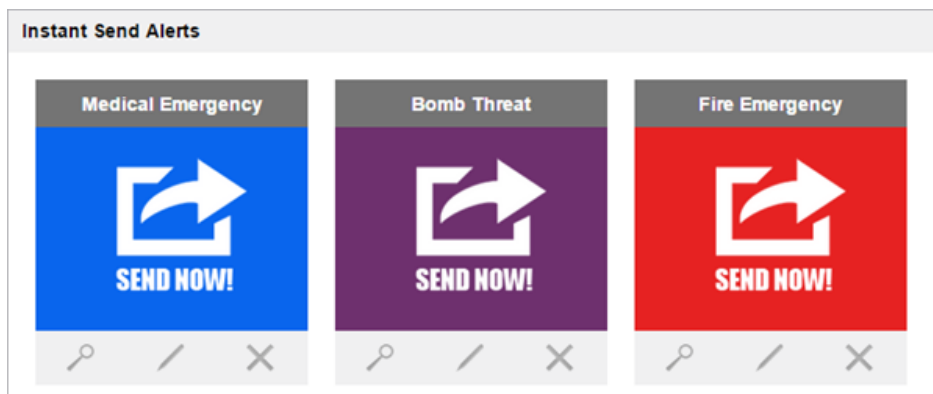 Instant Send Alerts
Medical Emergency
Bomb Threat
Fire Emergency
SEND NOW!
SEND NOW!
SEND NOW!